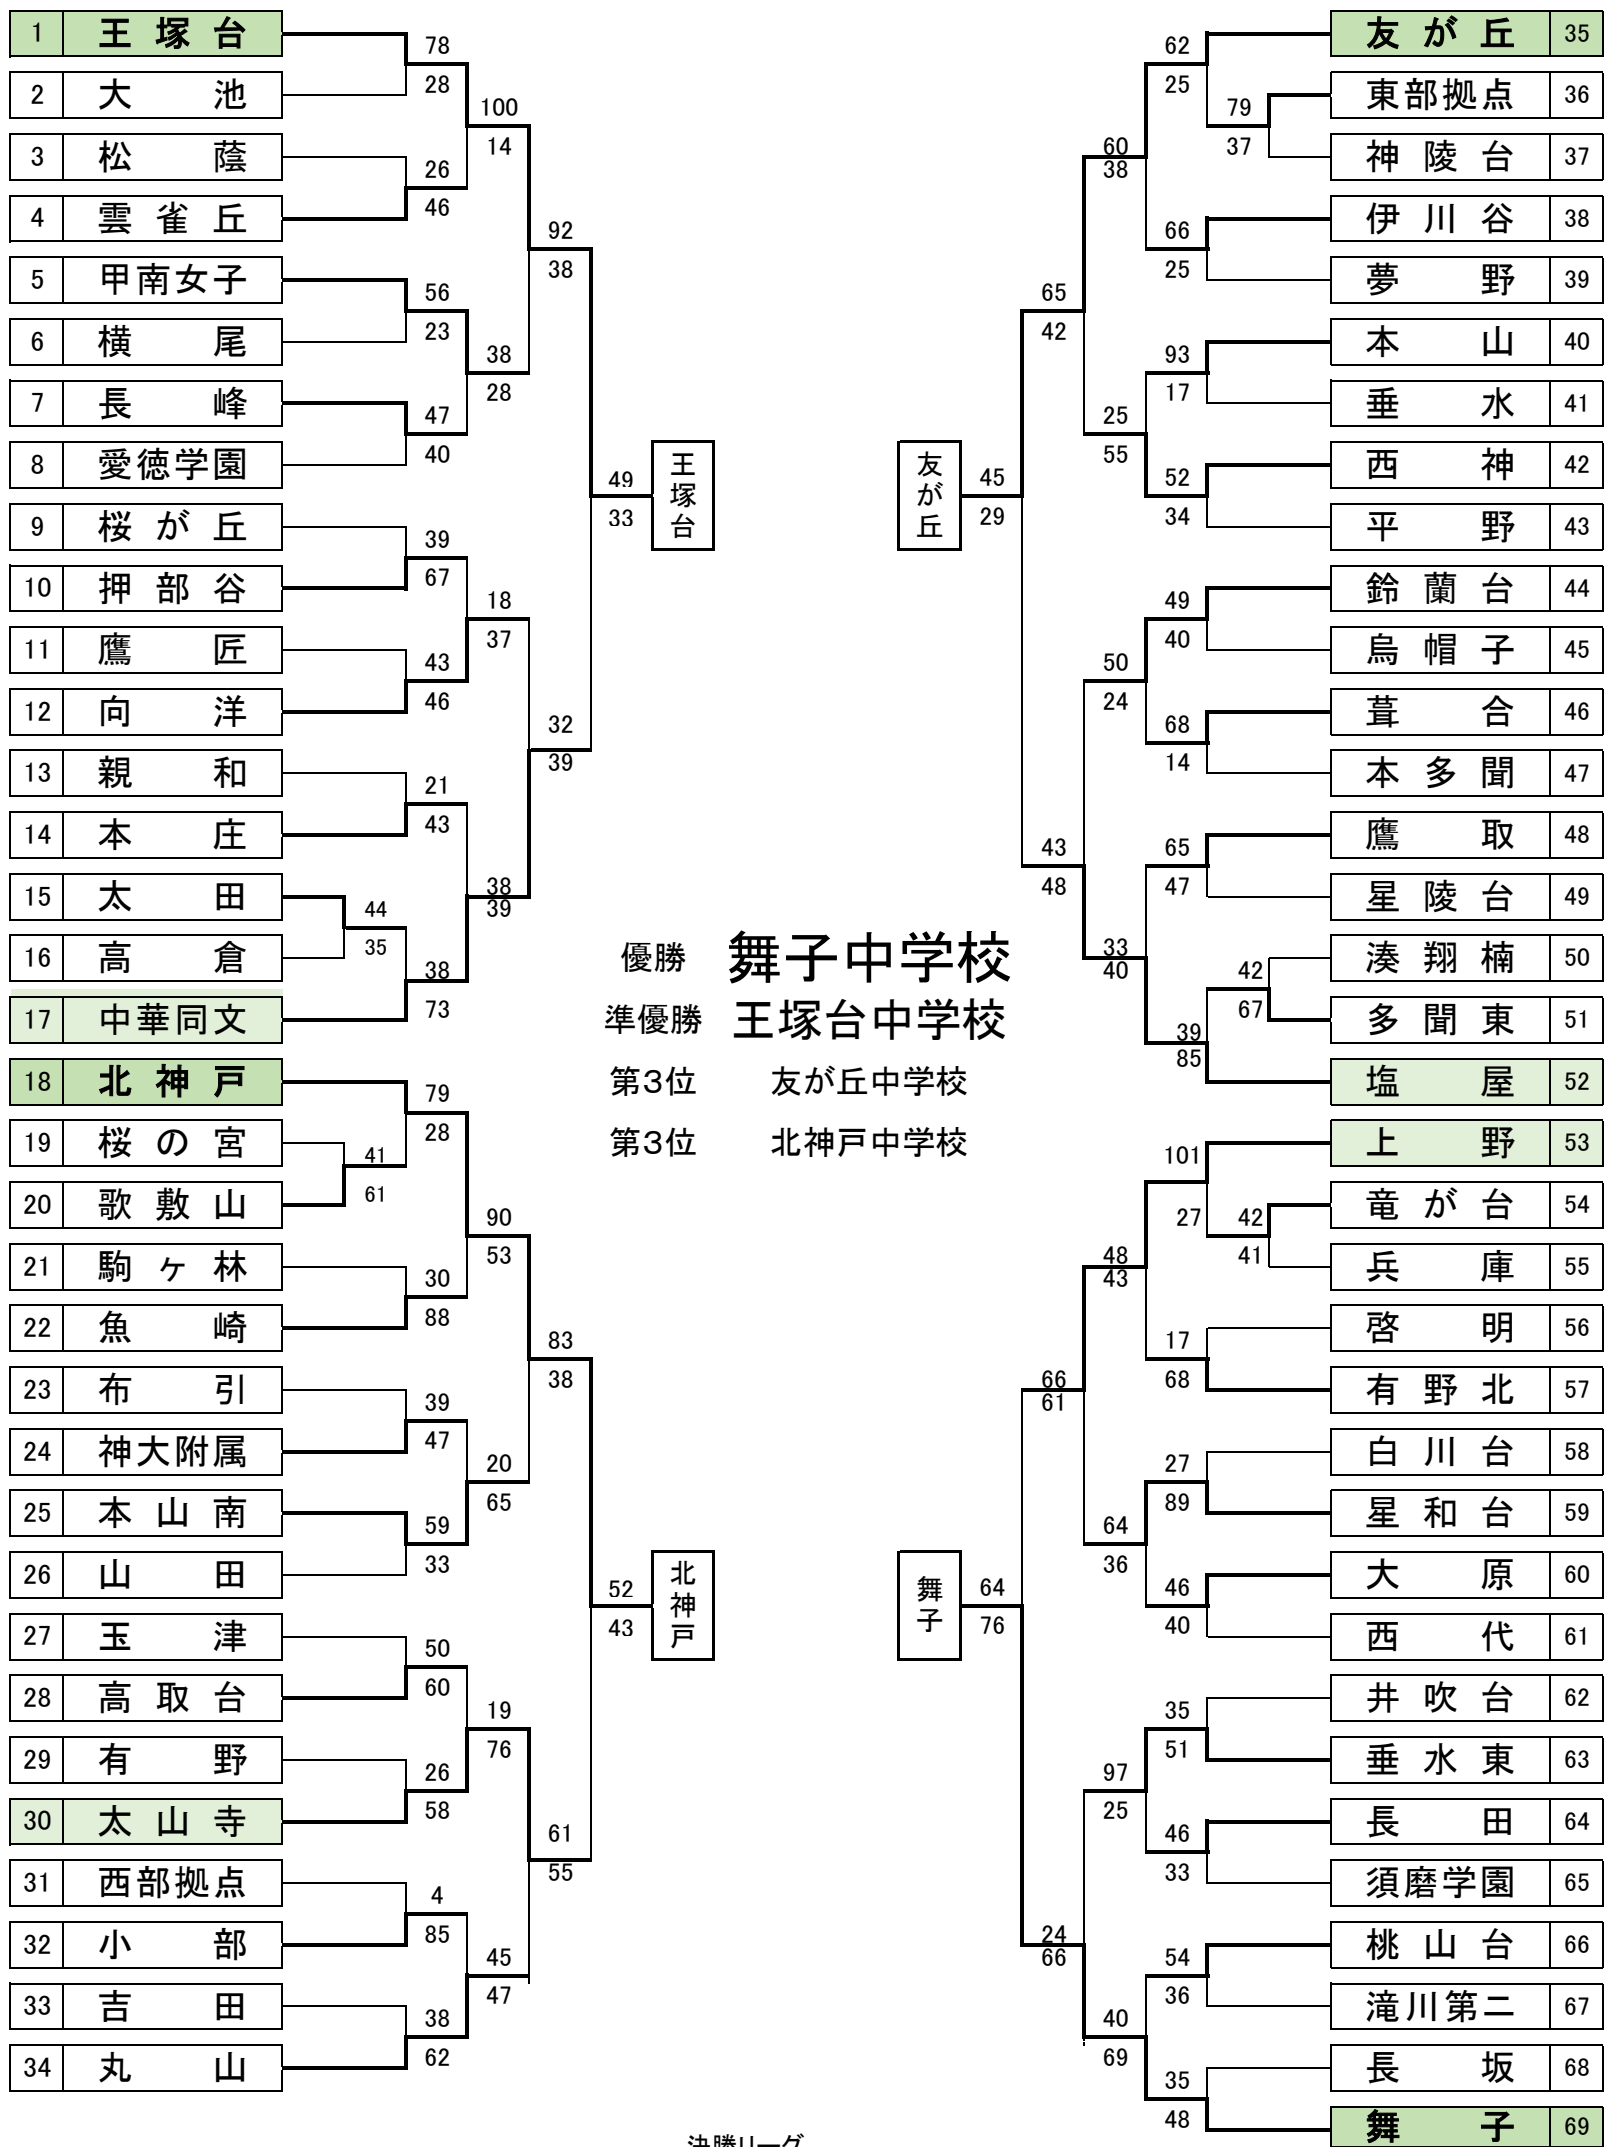 1 王塚台
2 大池
3 松蔭
4 雲雀丘
5 甲南女子
6 横尾
7 長峰
8 愛徳学園
9 桜が丘
10 押部谷
11 鷹匠
12 向洋
13 親和
14 本庄
15 太田
16 高倉
17 中華同文
18 北神戸
19 桜の宮
20 歌敷山
21 駒ヶ林
22 魚崎
23 布引
24 神大附属
25 本山南
26 山田
27 玉津
28 高取台
29 有野
30 太山寺
31 西部拠点
32 小部
33 吉田
34 丸山
44
35
41
61
78
28
26
46
56
23
47
40
39
67
43
46
21
43
38
73
79
28
30
88
39
47
59
33
50
60
26
58
4
85
38
62
100
14
38
28
18
37
38
39
90
53
20
65
19
76
45
47
92
38
32
39
83
38
61
55
49
33
52
43
王塚台
北神戸
優勝 舞子中学校
準優勝 王塚台中学校
第3位 友が丘中学校
第3位 北神戸中学校
決勝リーグ
友が丘
舞子
45
29
64
76
65
42
43
48
66
61
24
66
60
38
25
55
50
24
33
40
48
43
64
36
97
25
40
69
62
25
66
25
93
17
52
34
49
40
68
14
65
47
39
85
101
27
17
68
27
89
46
40
35
51
46
33
54
36
35
48
79
37
42
67
42
41
友が丘 35
東部拠点 36
神陵台 37
伊川谷 38
夢野 39
本山 40
垂水 41
西神 42
平野 43
鈴蘭台 44
烏帽子 45
葺合 46
本多聞 47
鷹取 48
星陵台 49
湊翔楠 50
多聞東 51
塩屋 52
上野 53
竜が台 54
兵庫 55
啓明 56
有野北 57
白川台 58
星和台 59
大原 60
西代 61
井吹台 62
垂水東 63
長田 64
須磨学園 65
桃山台 66
滝川第二 67
長坂 68
舞子 69